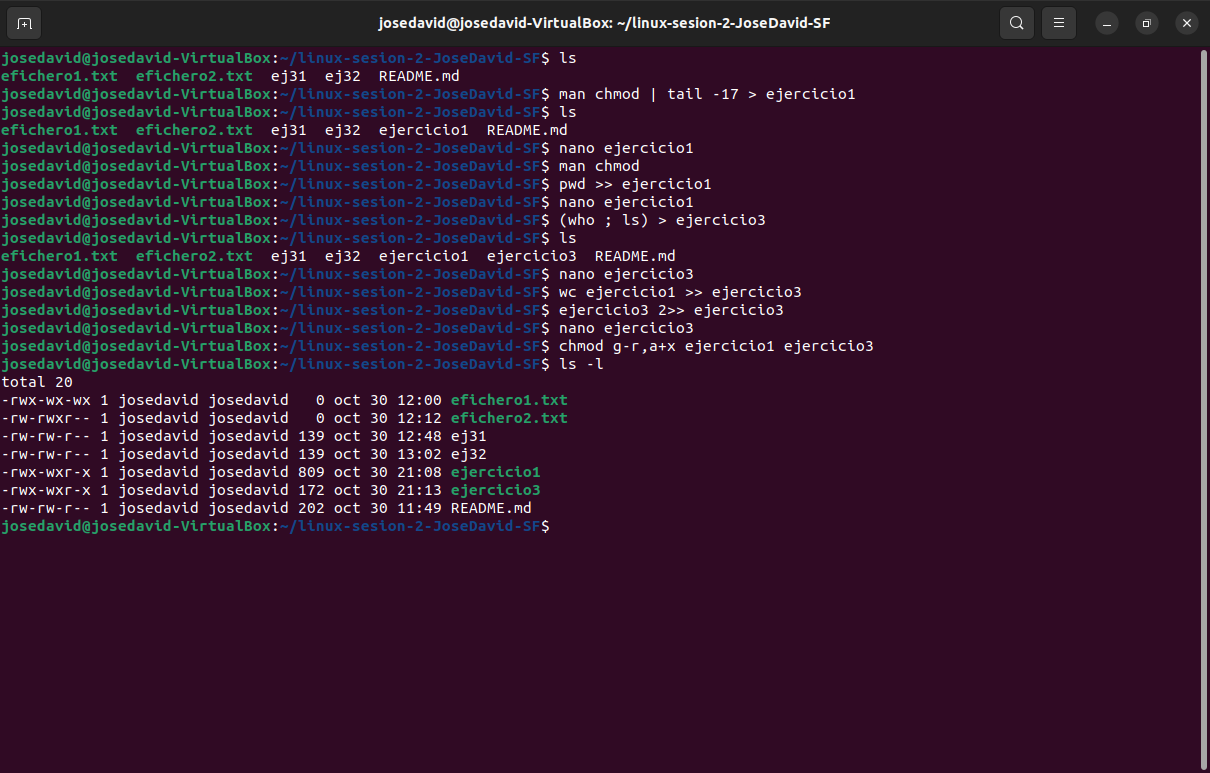 josedavid@josedavid-VirtualBox: ~/linux-sesion-2-JoseDavid-SF
josedavid@josedavid-VirtualBox:~/linux-sesion-2-JoseDavid-SF$ ls
efichero1.txt  efichero2.txt  ej31  ej32  README.md
josedavid@josedavid-VirtualBox:~/linux-sesion-2-JoseDavid-SF$ man chmod | tail -17 > ejercicio1
josedavid@josedavid-VirtualBox:~/linux-sesion-2-JoseDavid-SF$ ls
efichero1.txt  efichero2.txt  ej31  ej32  ejercicio1  README.md
josedavid@josedavid-VirtualBox:~/linux-sesion-2-JoseDavid-SF$ nano ejercicio1
josedavid@josedavid-VirtualBox:~/linux-sesion-2-JoseDavid-SF$ man chmod
josedavid@josedavid-VirtualBox:~/linux-sesion-2-JoseDavid-SF$ pwd >> ejercicio1
josedavid@josedavid-VirtualBox:~/linux-sesion-2-JoseDavid-SF$ nano ejercicio1
josedavid@josedavid-VirtualBox:~/linux-sesion-2-JoseDavid-SF$ (who ; ls) > ejercicio3
josedavid@josedavid-VirtualBox:~/linux-sesion-2-JoseDavid-SF$ ls
efichero1.txt  efichero2.txt  ej31  ej32  ejercicio1  ejercicio3  README.md
josedavid@josedavid-VirtualBox:~/linux-sesion-2-JoseDavid-SF$ nano ejercicio3
josedavid@josedavid-VirtualBox:~/linux-sesion-2-JoseDavid-SF$ wc ejercicio1 >> ejercicio3
josedavid@josedavid-VirtualBox:~/linux-sesion-2-JoseDavid-SF$ ejercicio3 2>> ejercicio3
josedavid@josedavid-VirtualBox:~/linux-sesion-2-JoseDavid-SF$ nano ejercicio3
josedavid@josedavid-VirtualBox:~/linux-sesion-2-JoseDavid-SF$ chmod g-r,a+x ejercicio1 ejercicio3
josedavid@josedavid-VirtualBox:~/linux-sesion-2-JoseDavid-SF$ ls -l
total 20
-rwx-wx-wx 1 josedavid josedavid   0 oct 30 12:00 efichero1.txt
-rw-rwxr-- 1 josedavid josedavid   0 oct 30 12:12 efichero2.txt
-rw-rw-r-- 1 josedavid josedavid 139 oct 30 12:48 ej31
-rw-rw-r-- 1 josedavid josedavid 139 oct 30 13:02 ej32
-rwx-wxr-x 1 josedavid josedavid 809 oct 30 21:08 ejercicio1
-rwx-wxr-x 1 josedavid josedavid 172 oct 30 21:13 ejercicio3
-rw-rw-r-- 1 josedavid josedavid 202 oct 30 11:49 README.md
josedavid@josedavid-VirtualBox:~/linux-sesion-2-JoseDavid-SF$